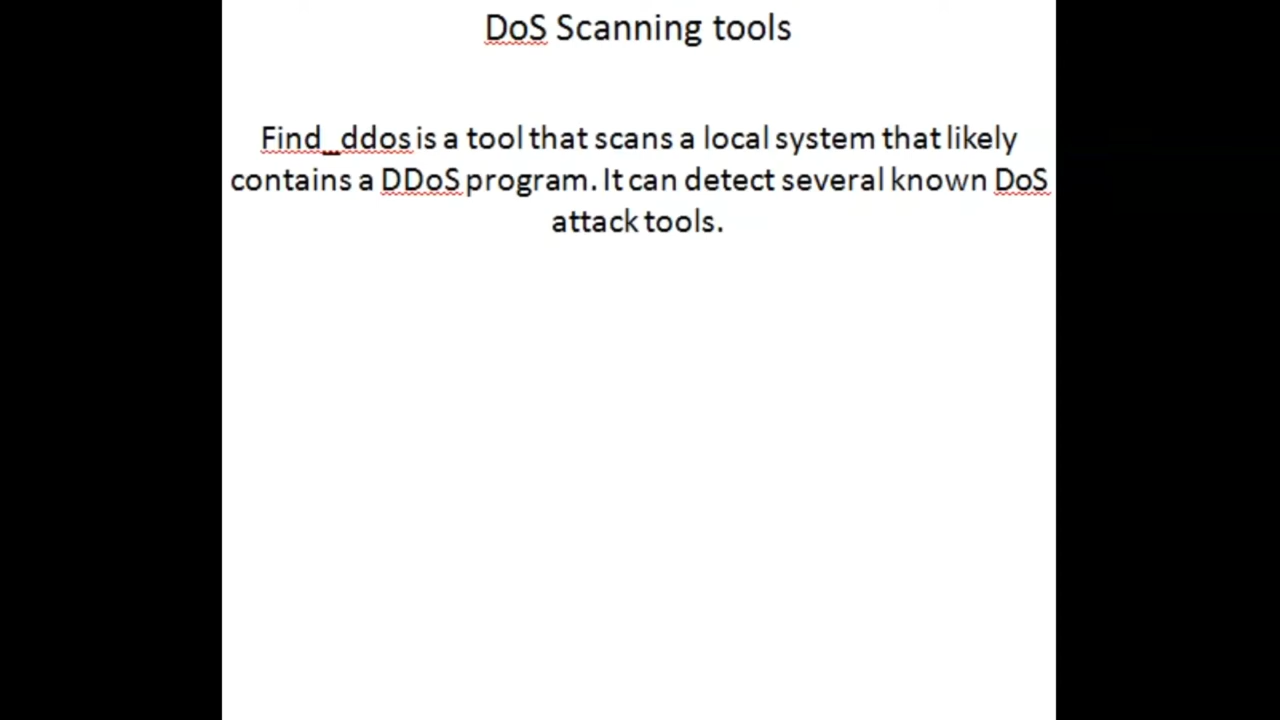 DoS Scanning tools
Find_ddos is a tool that scans a local system that likely
contains a DDoS program. It can detect several known DoS
attack tools.